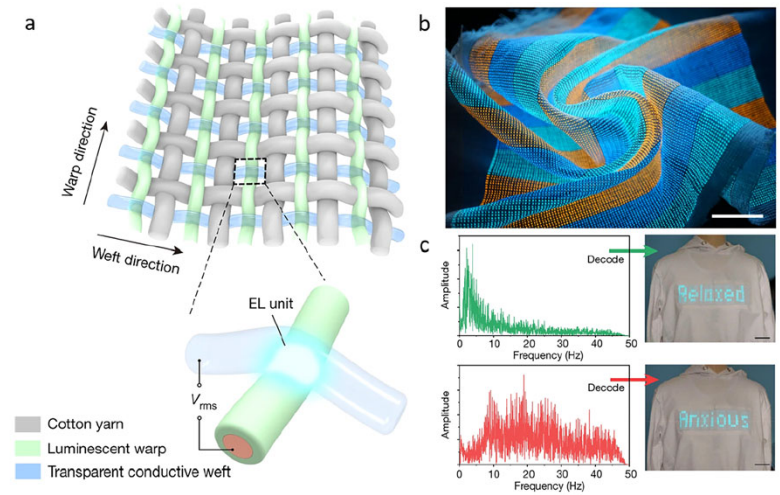 a
Warp direction
Weft direction
EL unit
Vrms
Cotton yarn
Luminescent warp
Transparent conductive weft
b
c
Amplitude
Decode
0 10 20 30 40 50
Frequency (Hz)
Relaxed
Amplitude
Decode
0 10 20 30 40 50
Frequency (Hz)
Anxious